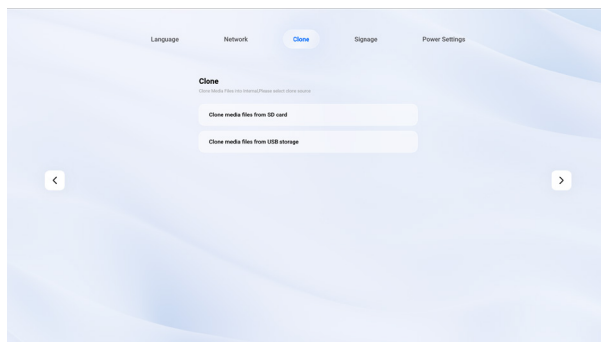 Language Network Clone Signage Power Settings
Clone
Clone Media Files into Internal,Please select clone source
Clone media files from SD card
Clone media files from USB storage